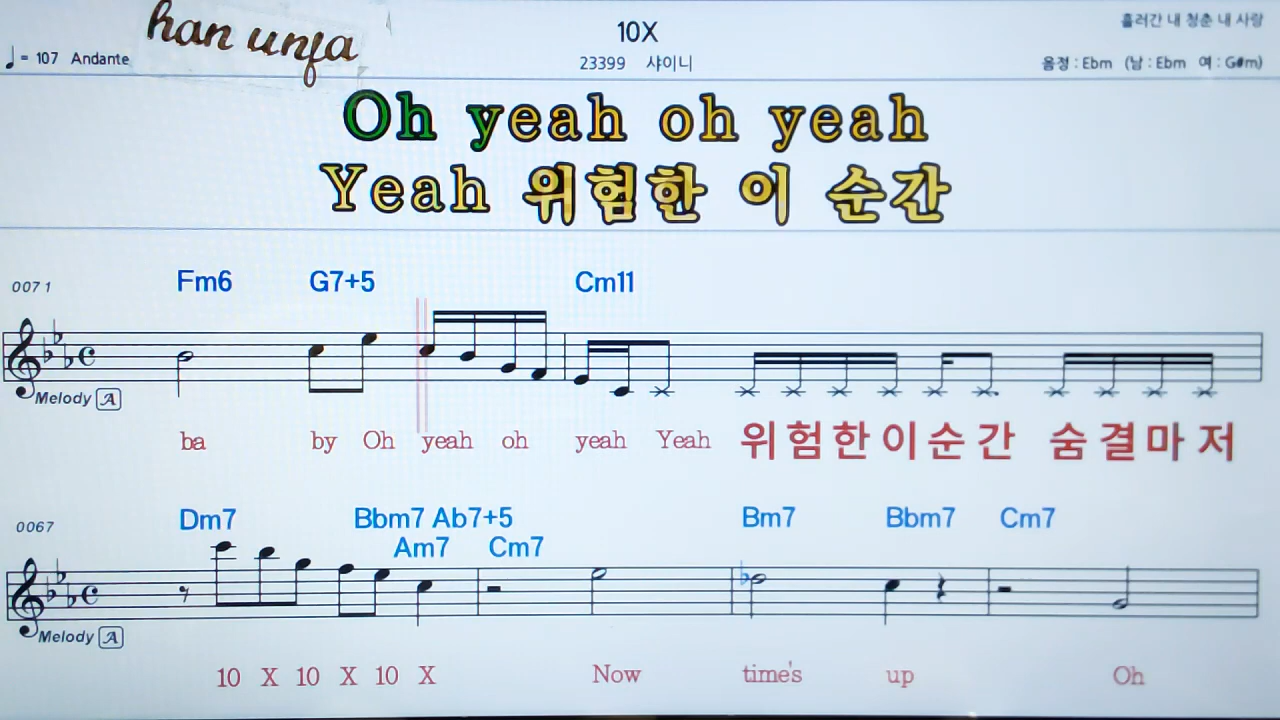 han unja
10X
흘러간 내 청춘 내 사랑
♩ = 107 Andante
23399 샤이니
음정 : Ebm (남 : Ebm 여 : G#m)
Oh yeah oh yeah
Yeah 위험한 이 순간
0071
Fm6 G7+5 Cm11
Melody A
ba by Oh yeah oh yeah Yeah 위험한이순간 숨결마저
0067
Dm7 Bbm7 Ab7+5 Bm7 Bbm7 Cm7
Am7 Cm7
Melody A
10 X 10 X 10 X Now time's up Oh